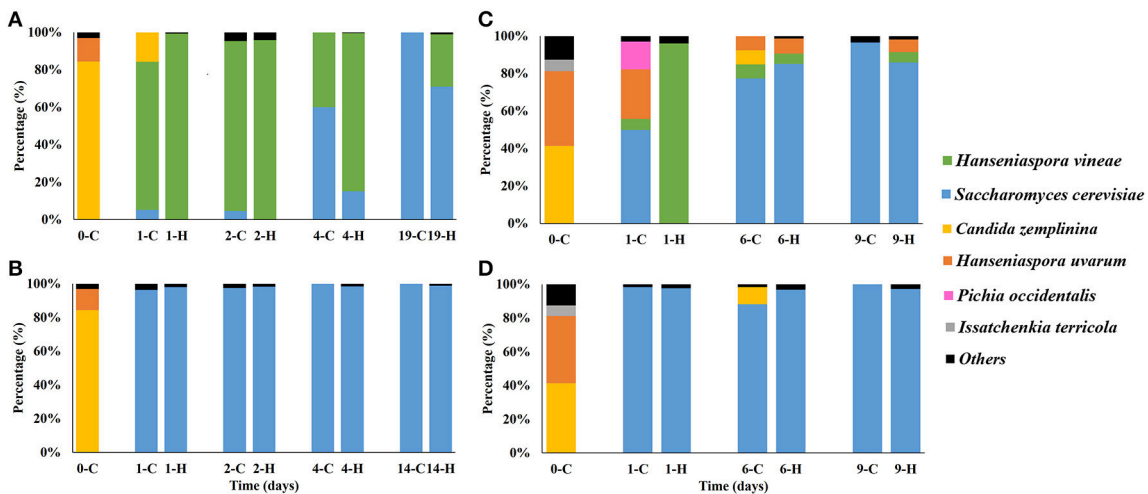 A
Percentage (%)
100%
80%
60%
40%
20%
0%
0-C 1-C 1-H 2-C 2-H 4-C 4-H 19-C 19-H
B
Percentage (%)
100%
80%
60%
40%
20%
0%
0-C 1-C 1-H 2-C 2-H 4-C 4-H 14-C 14-H
Time (days)
C
Percentage (%)
100%
80%
60%
40%
20%
0%
0-C 1-C 1-H 6-C 6-H 9-C 9-H
D
Percentage (%)
100%
80%
60%
40%
20%
0%
0-C 1-C 1-H 6-C 6-H 9-C 9-H
Time (days)
Hanseniaspora vineae
Saccharomyces cerevisiae
Candida zemplinina
Hanseniaspora uvarum
Pichia occidentalis
Issatchenkia terricola
Others